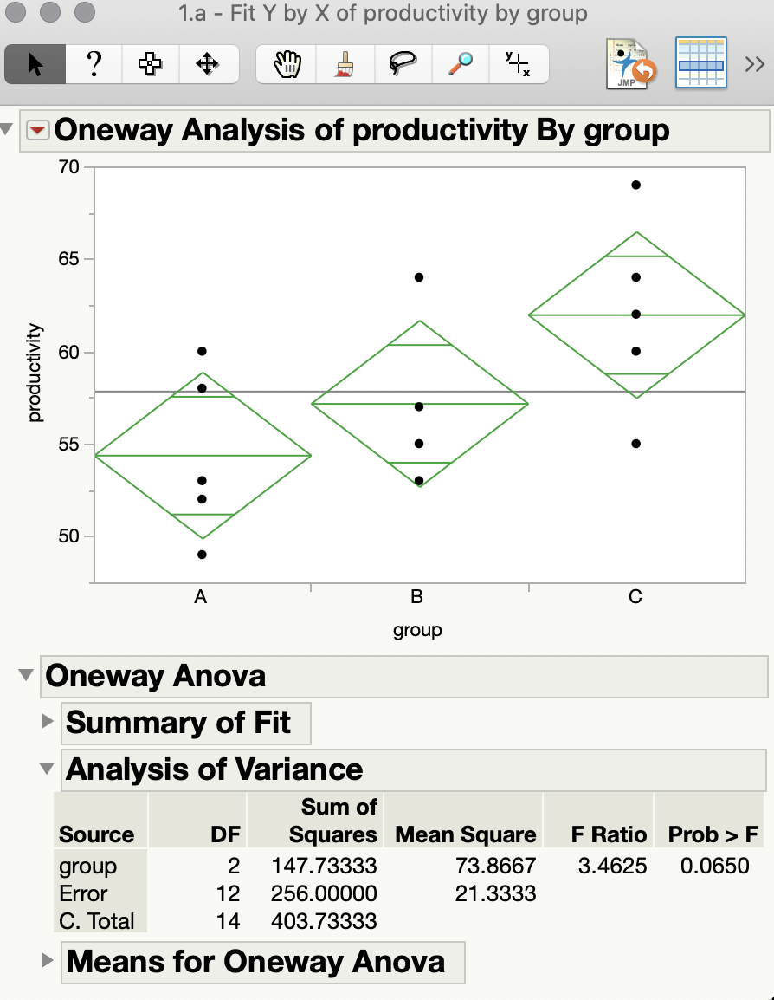 1.a - Fit Y by X of productivity by group
?
y
x
JMP
>>
Oneway Analysis of productivity By group
70
65
60
55
50
productivity
A B C
group
Oneway Anova
Summary of Fit
Analysis of Variance
Source DF Sum of Squares Mean Square F Ratio Prob > F
group 2 147.73333 73.8667 3.4625 0.0650
Error 12 256.00000 21.3333
C. Total 14 403.73333
Means for Oneway Anova